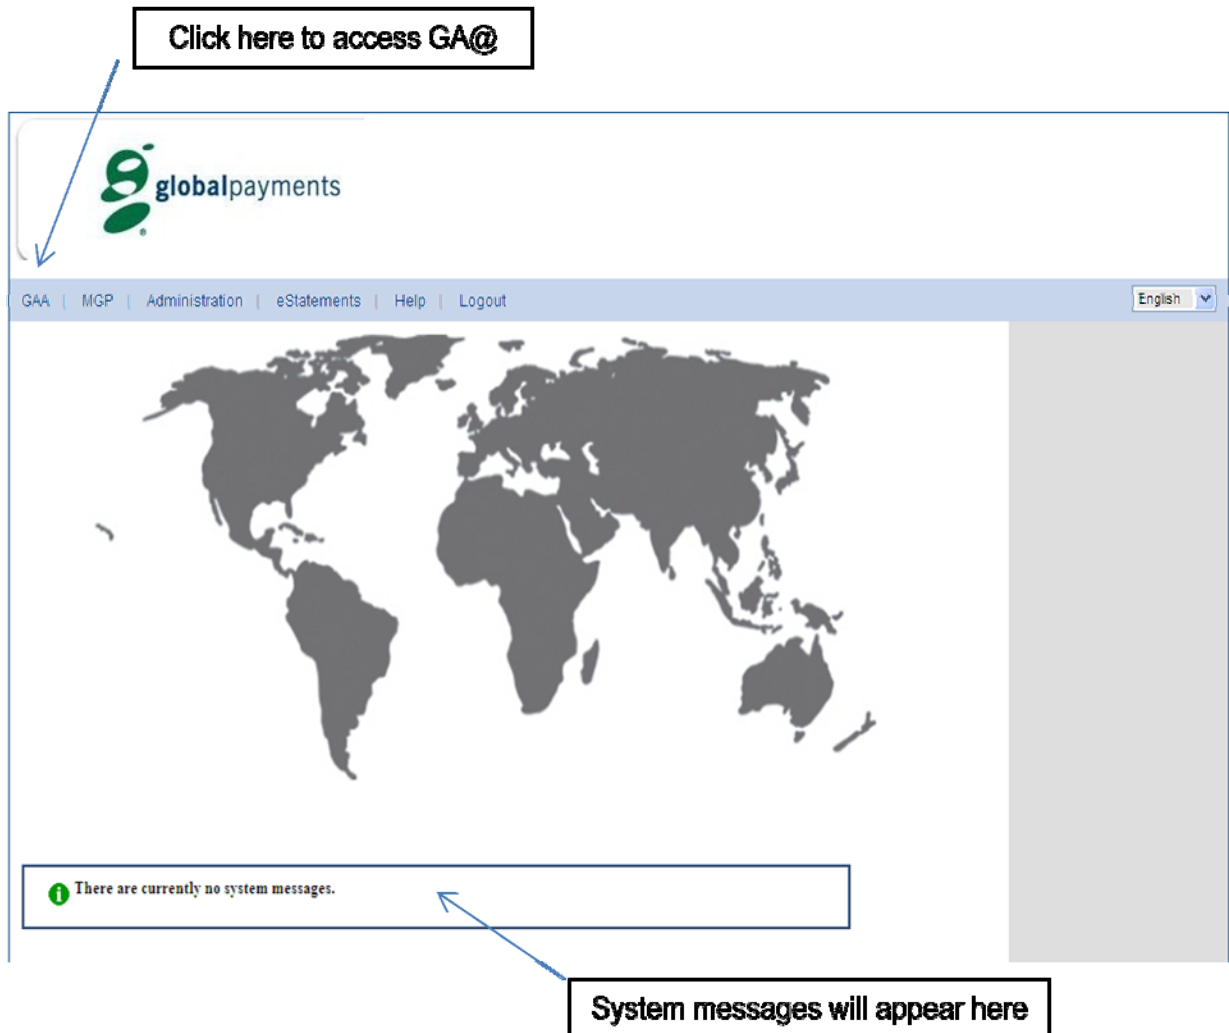 Click here to access GA@
globalpayments
®
GAA | MGP | Administration | eStatements | Help | Logout English
There are currently no system messages.
System messages will appear here